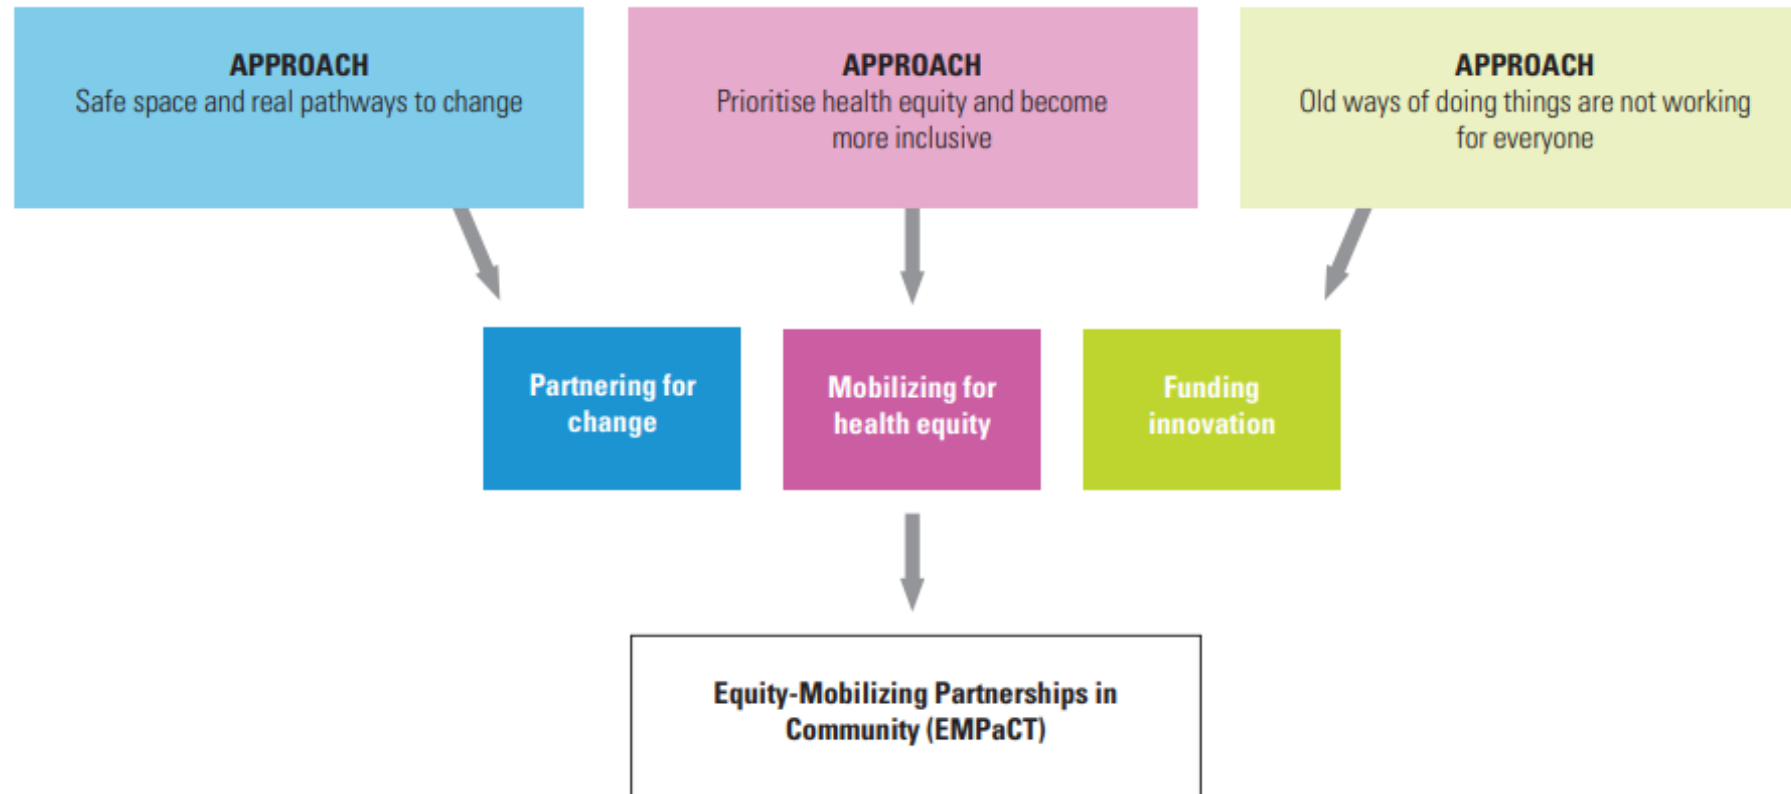 APPROACH
Safe space and real pathways to change
APPROACH
Prioritise health equity and become
more inclusive
APPROACH
Old ways of doing things are not working
for everyone
Partnering for
change
Mobilizing for
health equity
Funding
innovation
Equity-Mobilizing Partnerships in
Community (EMPaCT)